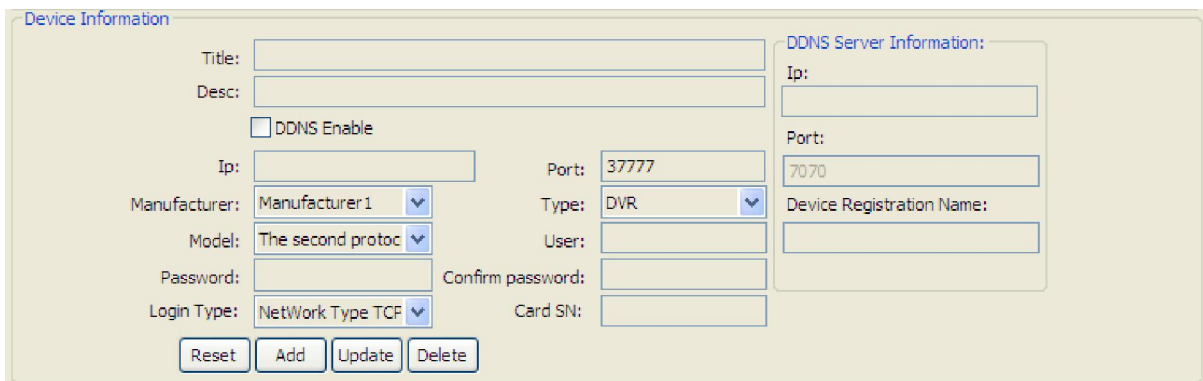 Device Information
DDNS Server Information:
Title:
Ip:
Desc:
DDNS Enable
Port:
Ip:
Port: 37777
7070
Manufacturer: Manufacturer1
Type: DVR
Device Registration Name:
Model: The second protoc
User:
Password:
Confirm password:
Login Type: NetWork Type TCP
Card SN:
Reset Add Update Delete